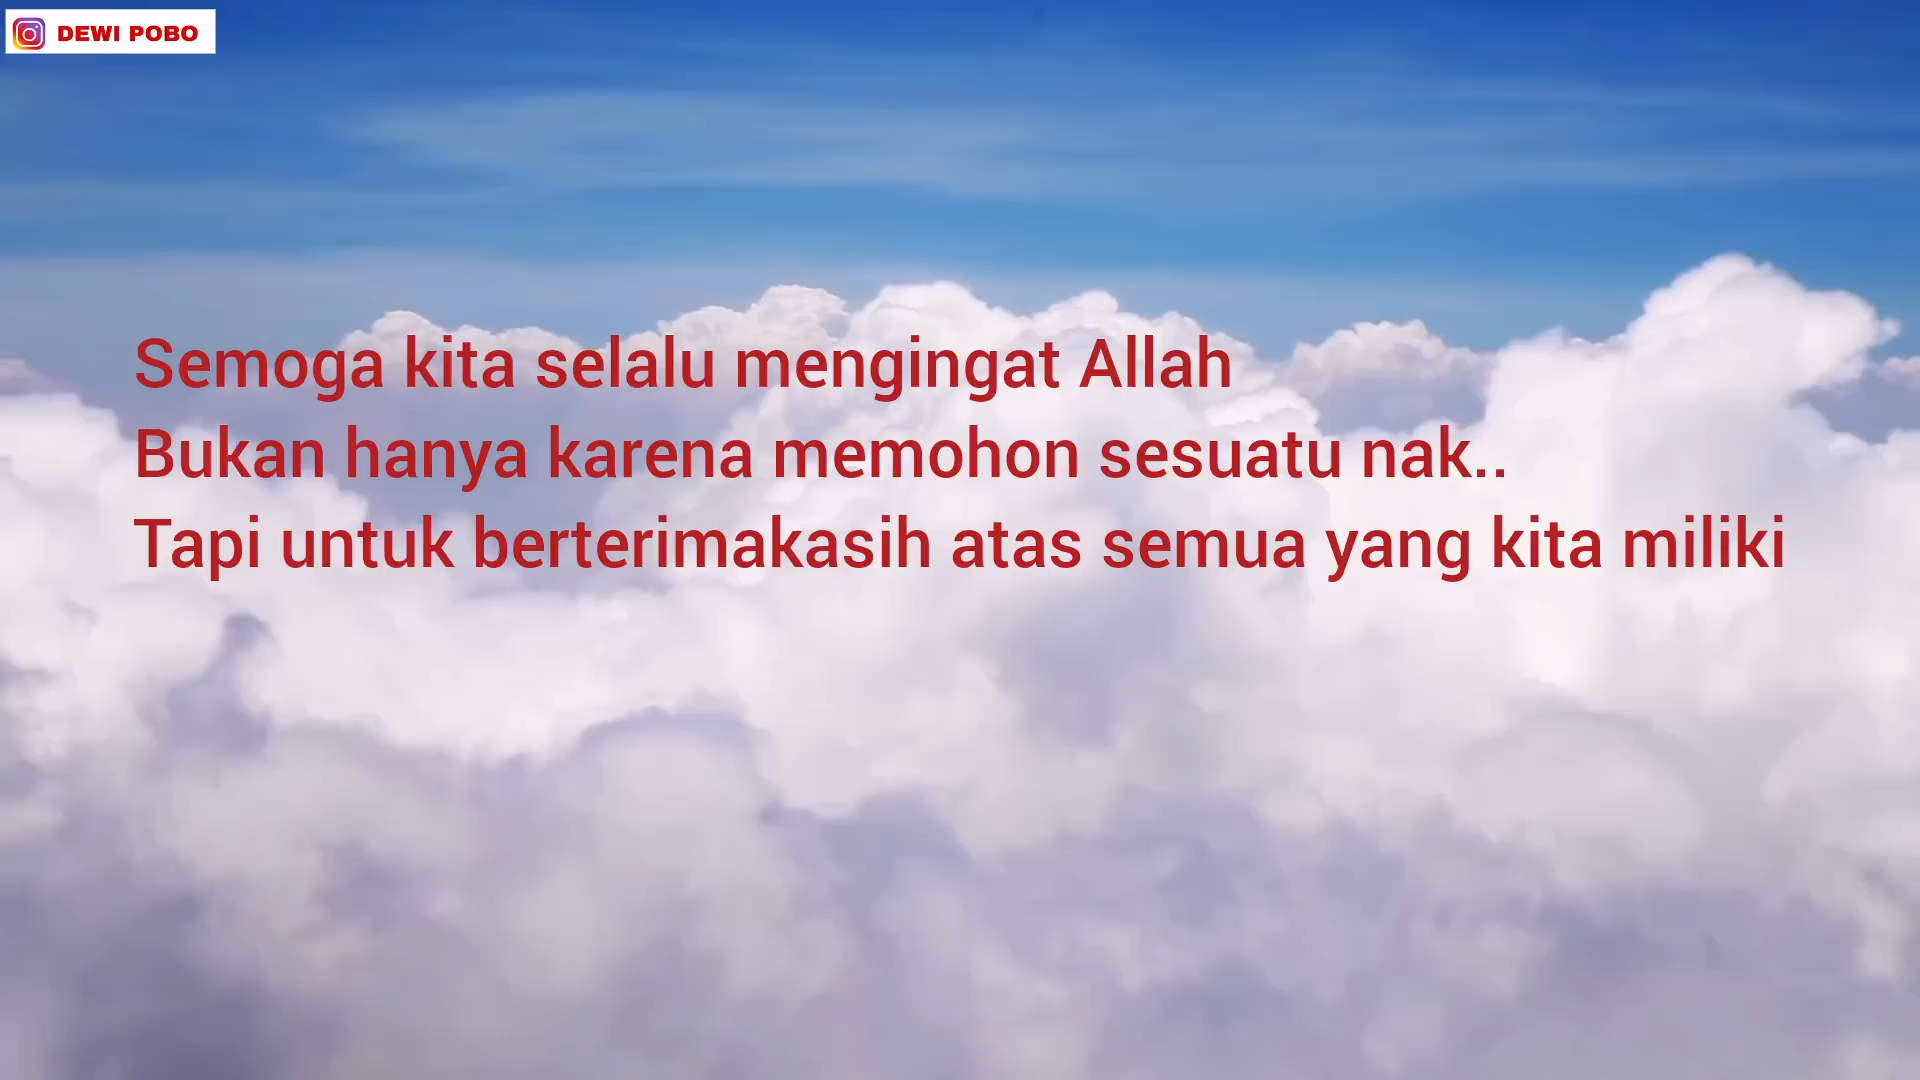 DEWI POBO
Semoga kita selalu mengingat Allah
Bukan hanya karena memohon sesuatu nak..
Tapi untuk berterimakasih atas semua yang kita miliki